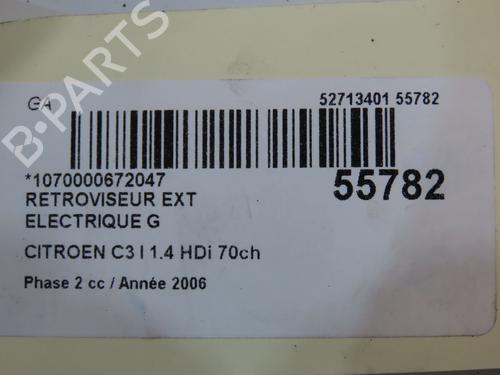 B-PARTS
GA
52713401 55782
*1070000672047
55782
RETROVISEUR EXT
ELECTRIQUE G
CITROEN C3 I 1.4 HDi 70ch
Phase 2 cc / Année 2006